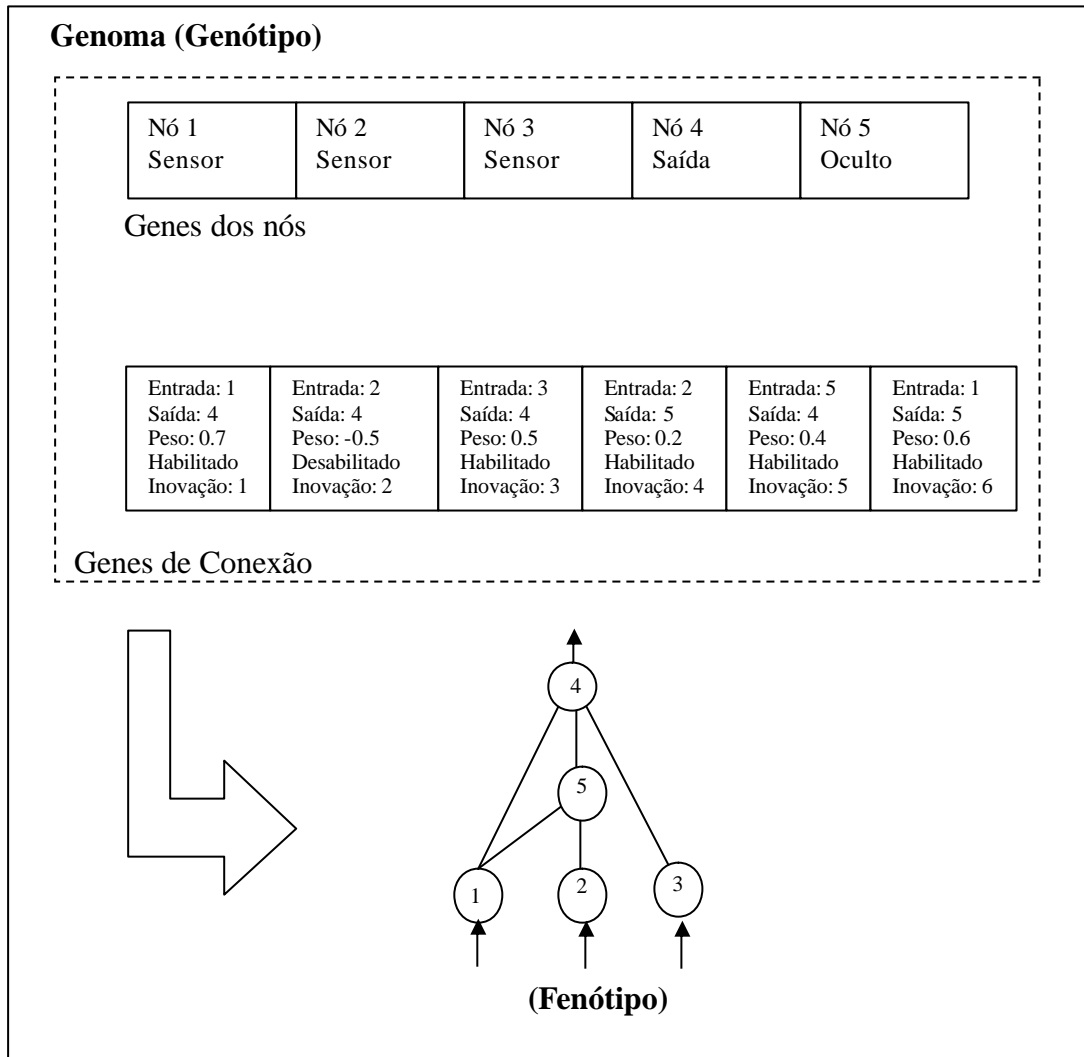 Genoma (Genótipo)
Nó 1
Sensor
Nó 2
Sensor
Nó 3
Sensor
Nó 4
Saída
Nó 5
Oculto
Genes dos nós
Entrada: 1
Saída: 4
Peso: 0.7
Habilitado
Inovação: 1
Entrada: 2
Saída: 4
Peso: -0.5
Desabilitado
Inovação: 2
Entrada: 3
Saída: 4
Peso: 0.5
Habilitado
Inovação: 3
Entrada: 2
Saída: 5
Peso: 0.2
Habilitado
Inovação: 4
Entrada: 5
Saída: 4
Peso: 0.4
Habilitado
Inovação: 5
Entrada: 1
Saída: 5
Peso: 0.6
Habilitado
Inovação: 6
Genes de Conexão
4
5
1
2
3
(Fenótipo)